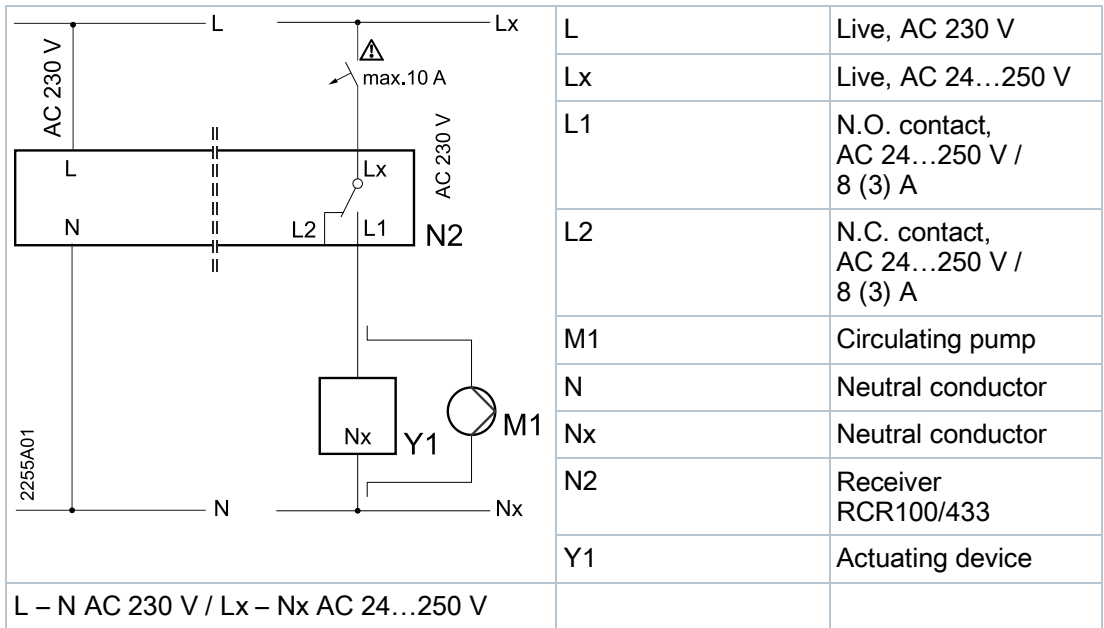 L
Lx
AC 230 V
max.10 A
AC 230 V
L
Lx
N
L2
L1
N2
Nx
Y1
M1
2255A01
N
Nx
L – N AC 230 V / Lx – Nx AC 24…250 V
L Live, AC 230 V
Lx Live, AC 24…250 V
L1 N.O. contact,
AC 24…250 V /
8 (3) A
L2 N.C. contact,
AC 24…250 V /
8 (3) A
M1 Circulating pump
N Neutral conductor
Nx Neutral conductor
N2 Receiver
RCR100/433
Y1 Actuating device